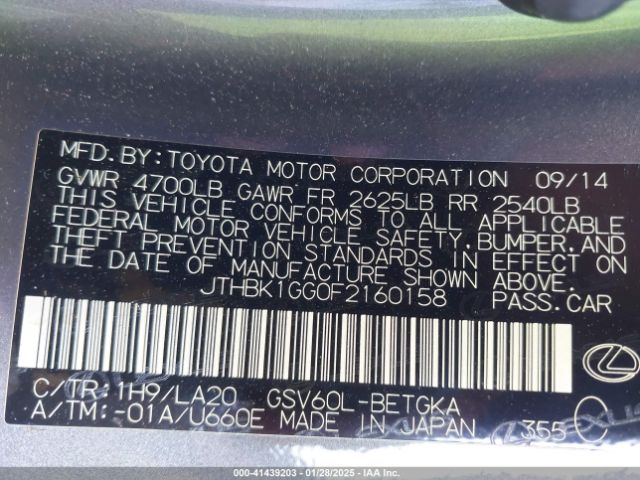 MFD.BY:TOYOTA MOTOR CORPORATION 09/14
GVWR 4700LB GAWR FR 2625LB RR 2540LB
THIS VEHICLE CONFORMS TO ALL APPLICABLE
FEDERAL MOTOR VEHICLE SAFETY,BUMPER,AND
THEFT PREVENTION STANDARDS IN EFFECT ON
THE DATE OF MANUFACTURE SHOWN ABOVE.
JTHBK1GG0F2160158 PASS.CAR
C/TR:1H9/LA20 GSV60L-BETGKA
A/TM:-01A/U660E MADE IN JAPAN 355
000-41439203 — 01/28/2025 — IAA Inc.